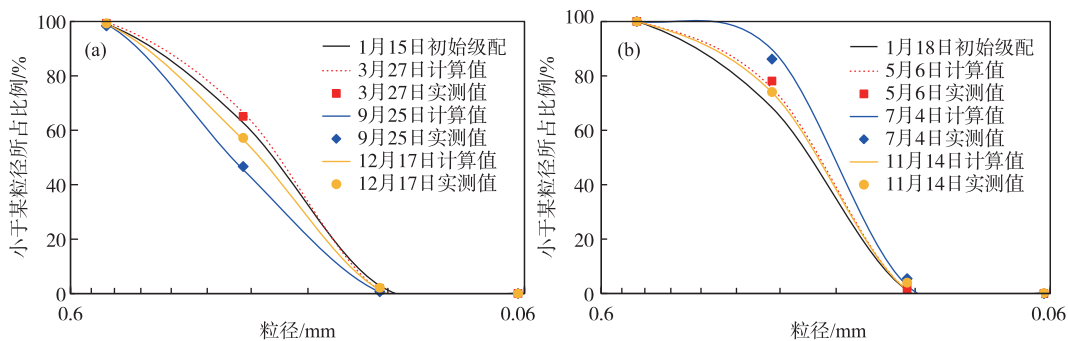 100
80
60
40
20
0
小于某粒径所占比例/%
(a)
1月15日初始级配
3月27日计算值
3月27日实测值
9月25日计算值
9月25日实测值
12月17日计算值
12月17日实测值
0.6
0.06
粒径/mm
100
80
60
40
20
0
小于某粒径所占比例/%
(b)
1月18日初始级配
5月6日计算值
5月6日实测值
7月4日计算值
7月4日实测值
11月14日计算值
11月14日实测值
0.6
0.06
粒径/mm